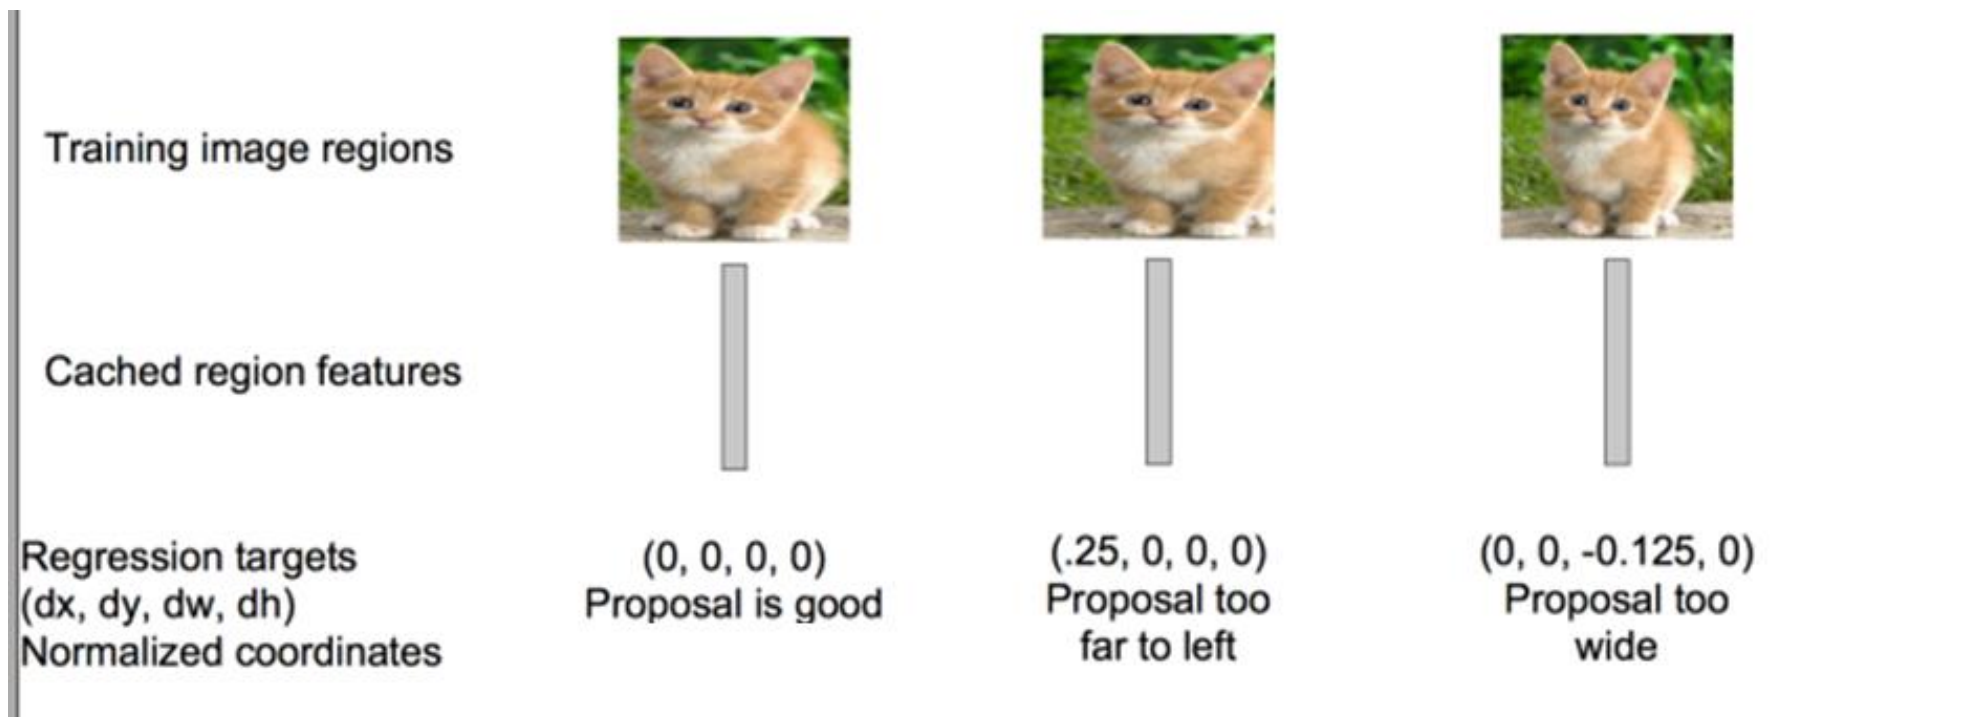 Training image regions
Cached region features
Regression targets
(dx, dy, dw, dh)
Normalized coordinates
(0, 0, 0, 0)
Proposal is good
(.25, 0, 0, 0)
Proposal too
far to left
(0, 0, -0.125, 0)
Proposal too
wide